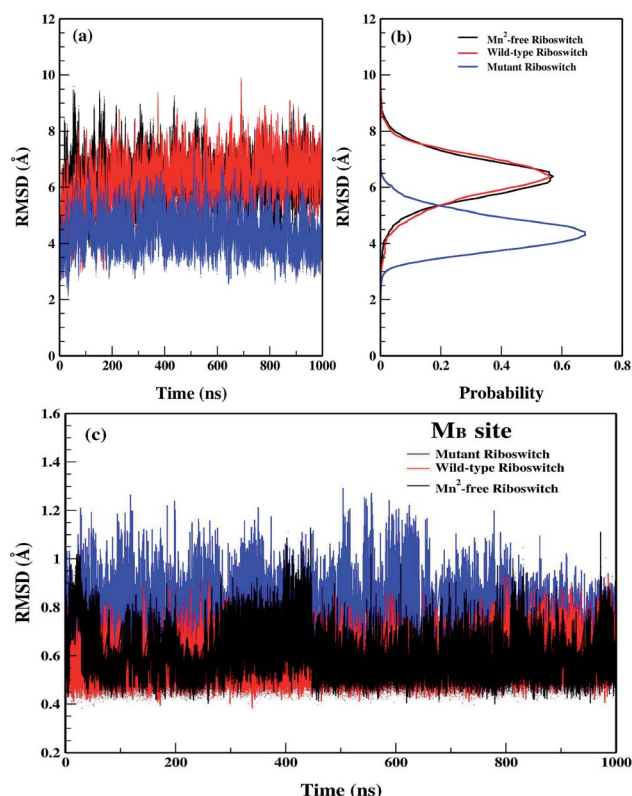 (a)
12
10
8
6
4
2
0
RMSD (Å)
0 200 400 600 800 1000
Time (ns)
(b)
Mn²-free Riboswitch
Wild-type Riboswitch
Mutant Riboswitch
12
10
8
6
4
2
0
RMSD (Å)
0 0.2 0.4 0.6 0.8
Probability
(c)
MB site
Mutant Riboswitch
Wild-type Riboswitch
Mn²-free Riboswitch
1.6
1.4
1.2
1
0.8
0.6
0.4
0.2
RMSD (Å)
0 200 400 600 800 1000
Time (ns)